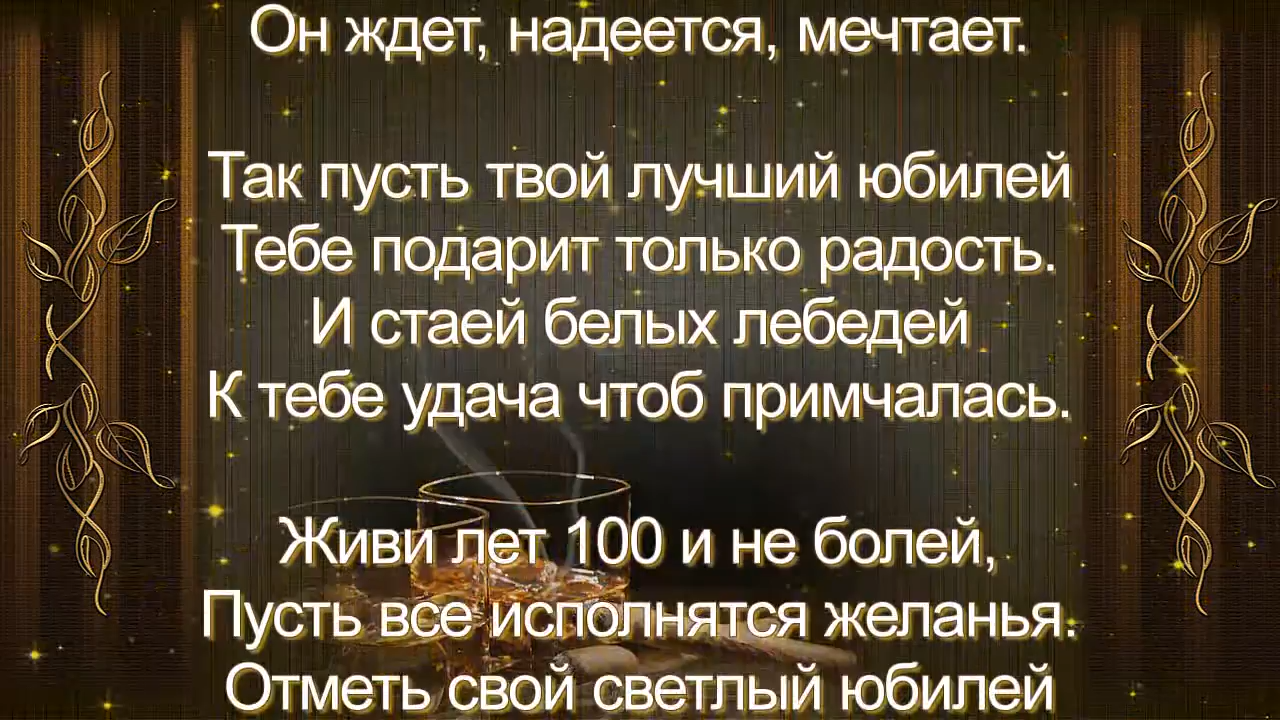 Он ждет, надеется, мечтает.
Так пусть твой лучший юбилей
Тебе подарит только радость.
И стаей белых лебедей
К тебе удача чтоб примчалась.
Живи лет 100 и не болей,
Пусть все исполнятся желанья.
Отметь свой светлый юбилей